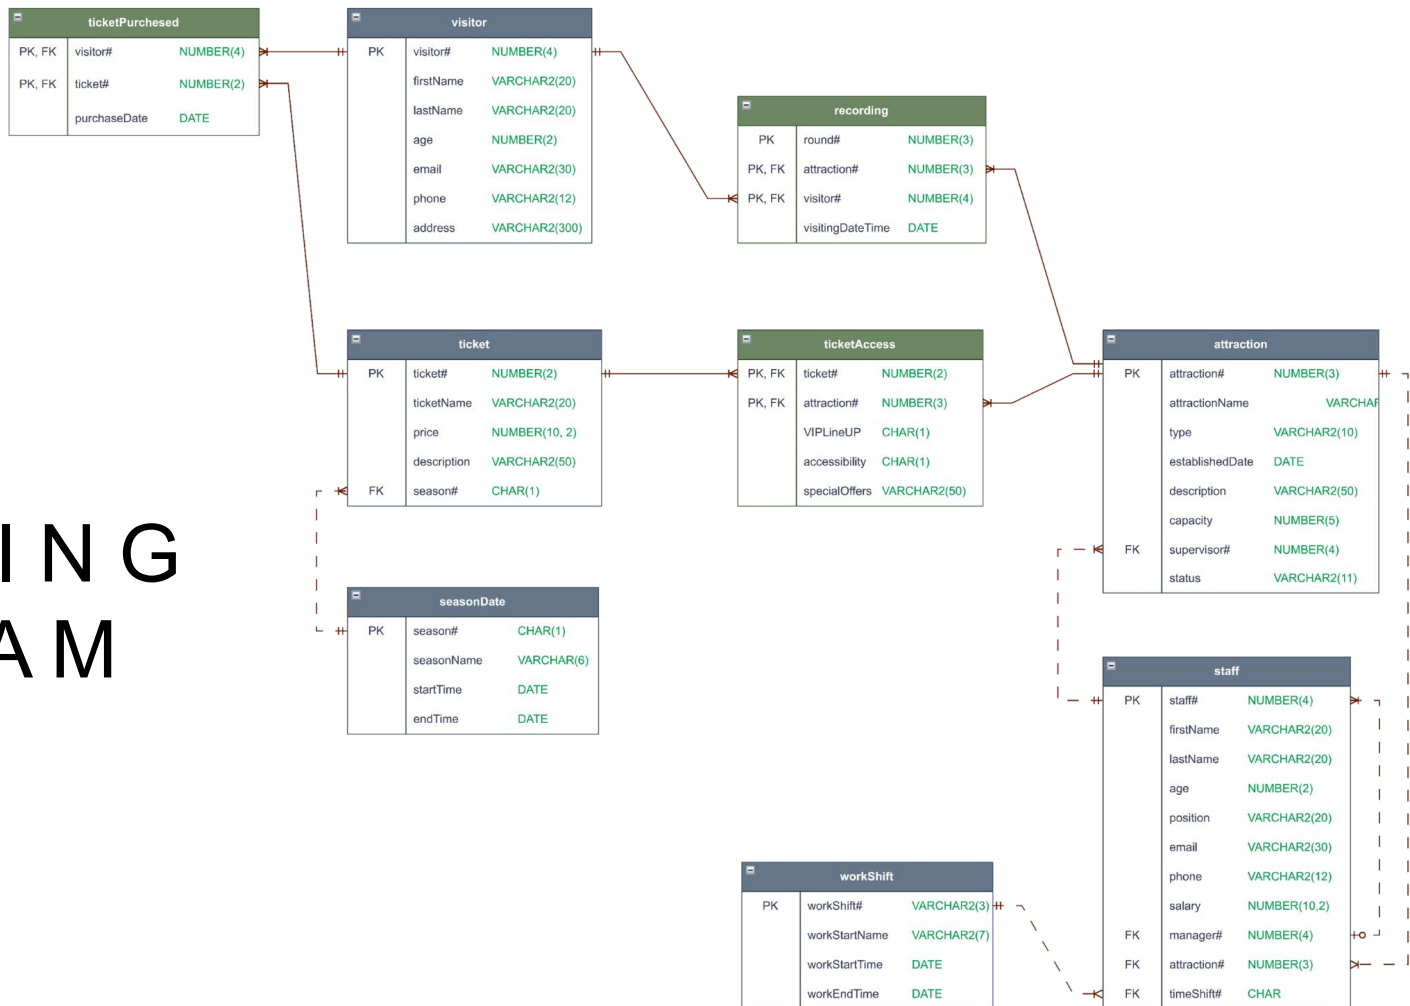 ticketPurchesed
PK, FK visitor# NUMBER(4)
PK, FK ticket# NUMBER(2)
purchaseDate DATE
visitor
PK visitor# NUMBER(4)
firstName VARCHAR2(20)
lastName VARCHAR2(20)
age NUMBER(2)
email VARCHAR2(30)
phone VARCHAR2(12)
address VARCHAR2(300)
recording
PK round# NUMBER(3)
PK, FK attraction# NUMBER(3)
PK, FK visitor# NUMBER(4)
visitingDateTime DATE
ticket
PK ticket# NUMBER(2)
ticketName VARCHAR2(20)
price NUMBER(10, 2)
description VARCHAR2(50)
FK season# CHAR(1)
ticketAccess
PK, FK ticket# NUMBER(2)
PK, FK attraction# NUMBER(3)
VIPLineUP CHAR(1)
accessibility CHAR(1)
specialOffers VARCHAR2(50)
attraction
PK attraction# NUMBER(3)
attractionName VARCHAR
type VARCHAR2(10)
establishedDate DATE
description VARCHAR2(50)
capacity NUMBER(5)
FK supervisor# NUMBER(4)
status VARCHAR2(11)
ING
AM
seasonDate
PK season# CHAR(1)
seasonName VARCHAR(6)
startTime DATE
endTime DATE
staff
PK staff# NUMBER(4)
firstName VARCHAR2(20)
lastName VARCHAR2(20)
age NUMBER(2)
position VARCHAR2(20)
email VARCHAR2(30)
phone VARCHAR2(12)
salary NUMBER(10,2)
FK manager# NUMBER(4)
FK attraction# NUMBER(3)
FK timeShift# CHAR
workShift
PK workShift# VARCHAR2(3)
workStartName VARCHAR2(7)
workStartTime DATE
workEndTime DATE